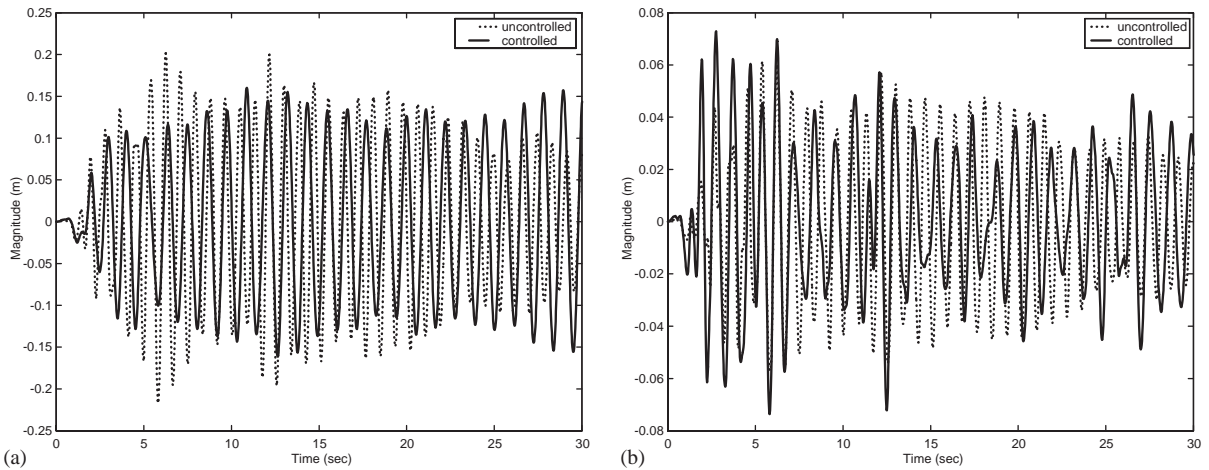 0.25
0.2
0.15
0.1
0.05
0
-0.05
-0.1
-0.15
-0.2
-0.25
Magnitude (m)
uncontrolled
controlled
0 5 10 15 20 25 30
Time (sec)
(a)
0.08
0.06
0.04
0.02
0
-0.02
-0.04
-0.06
-0.08
Magnitude (m)
uncontrolled
controlled
0 5 10 15 20 25 30
Time (sec)
(b)